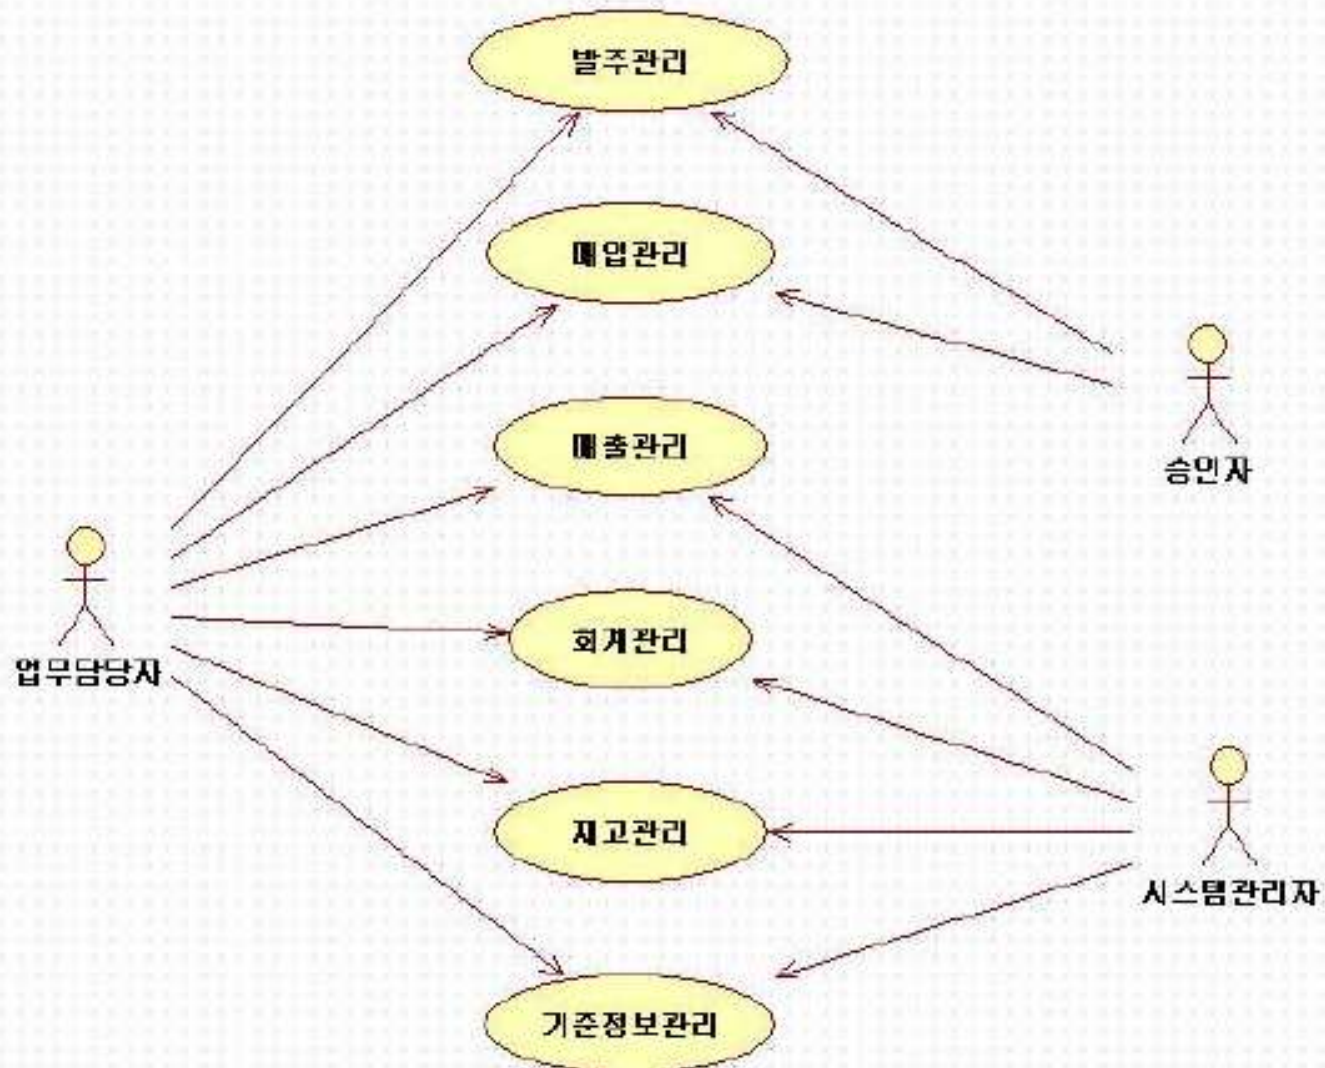 발주관리
매입관리
매출관리
회계관리
재고관리
기준정보관리
업무담당자
승인자
시스템관리자